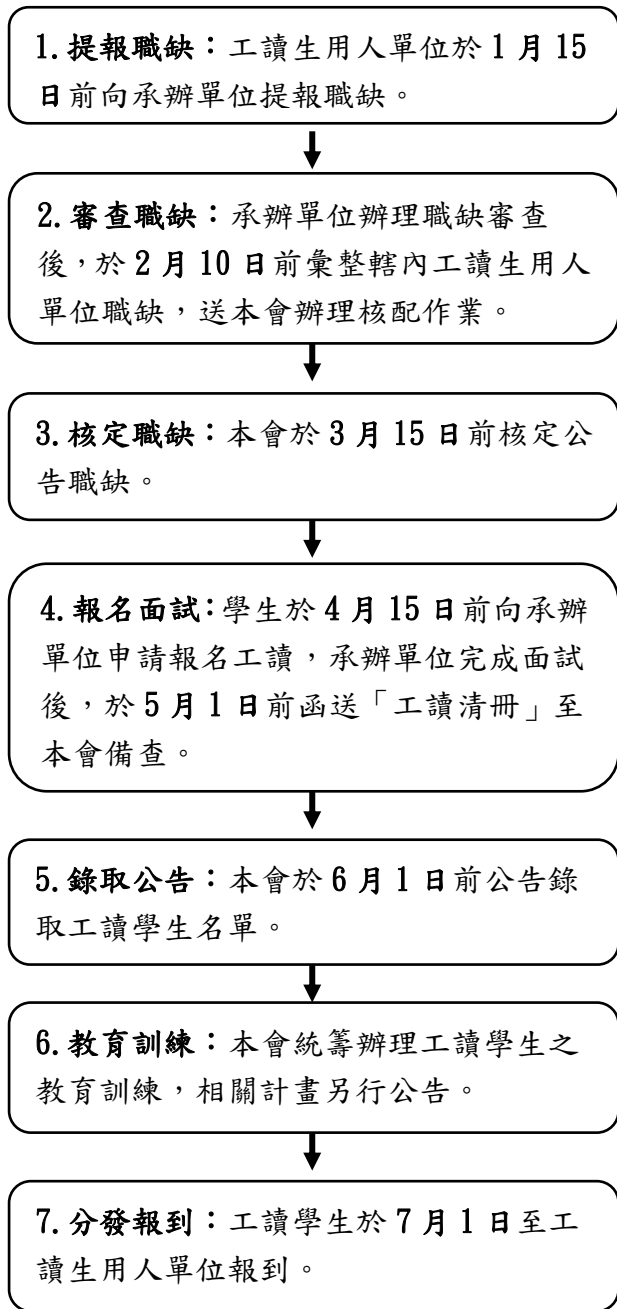 1.提報職缺：工讀生用人單位於 1 月 15
日前向承辦單位提報職缺。
2.審查職缺：承辦單位辦理職缺審查
後，於 2 月 10 日前彙整轄內工讀生用人
單位職缺，送本會辦理核配作業。
3.核定職缺：本會於 3 月 15 日前核定公
告職缺。
4.報名面試：學生於 4 月 15 日前向承辦
單位申請報名工讀，承辦單位完成面試
後，於 5 月 1 日前函送「工讀清冊」至
本會備查。
5.錄取公告：本會於 6 月 1 日前公告錄
取工讀學生名單。
6.教育訓練：本會統籌辦理工讀學生之
教育訓練，相關計畫另行公告。
7.分發報到：工讀學生於 7 月 1 日至工
讀生用人單位報到。